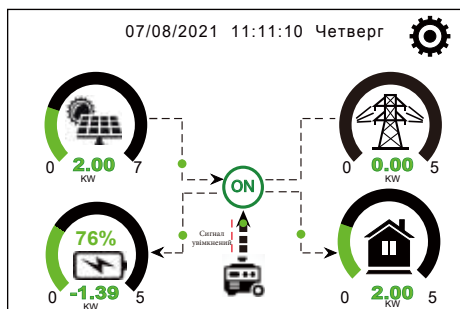 07/08/2021 11:11:10 Четверг
0 2.00 7
KW
0 0.00 5
KW
ON
Сигнал
увімкнений
76%
0 -1.39 5
KW
0 2.00 5
KW